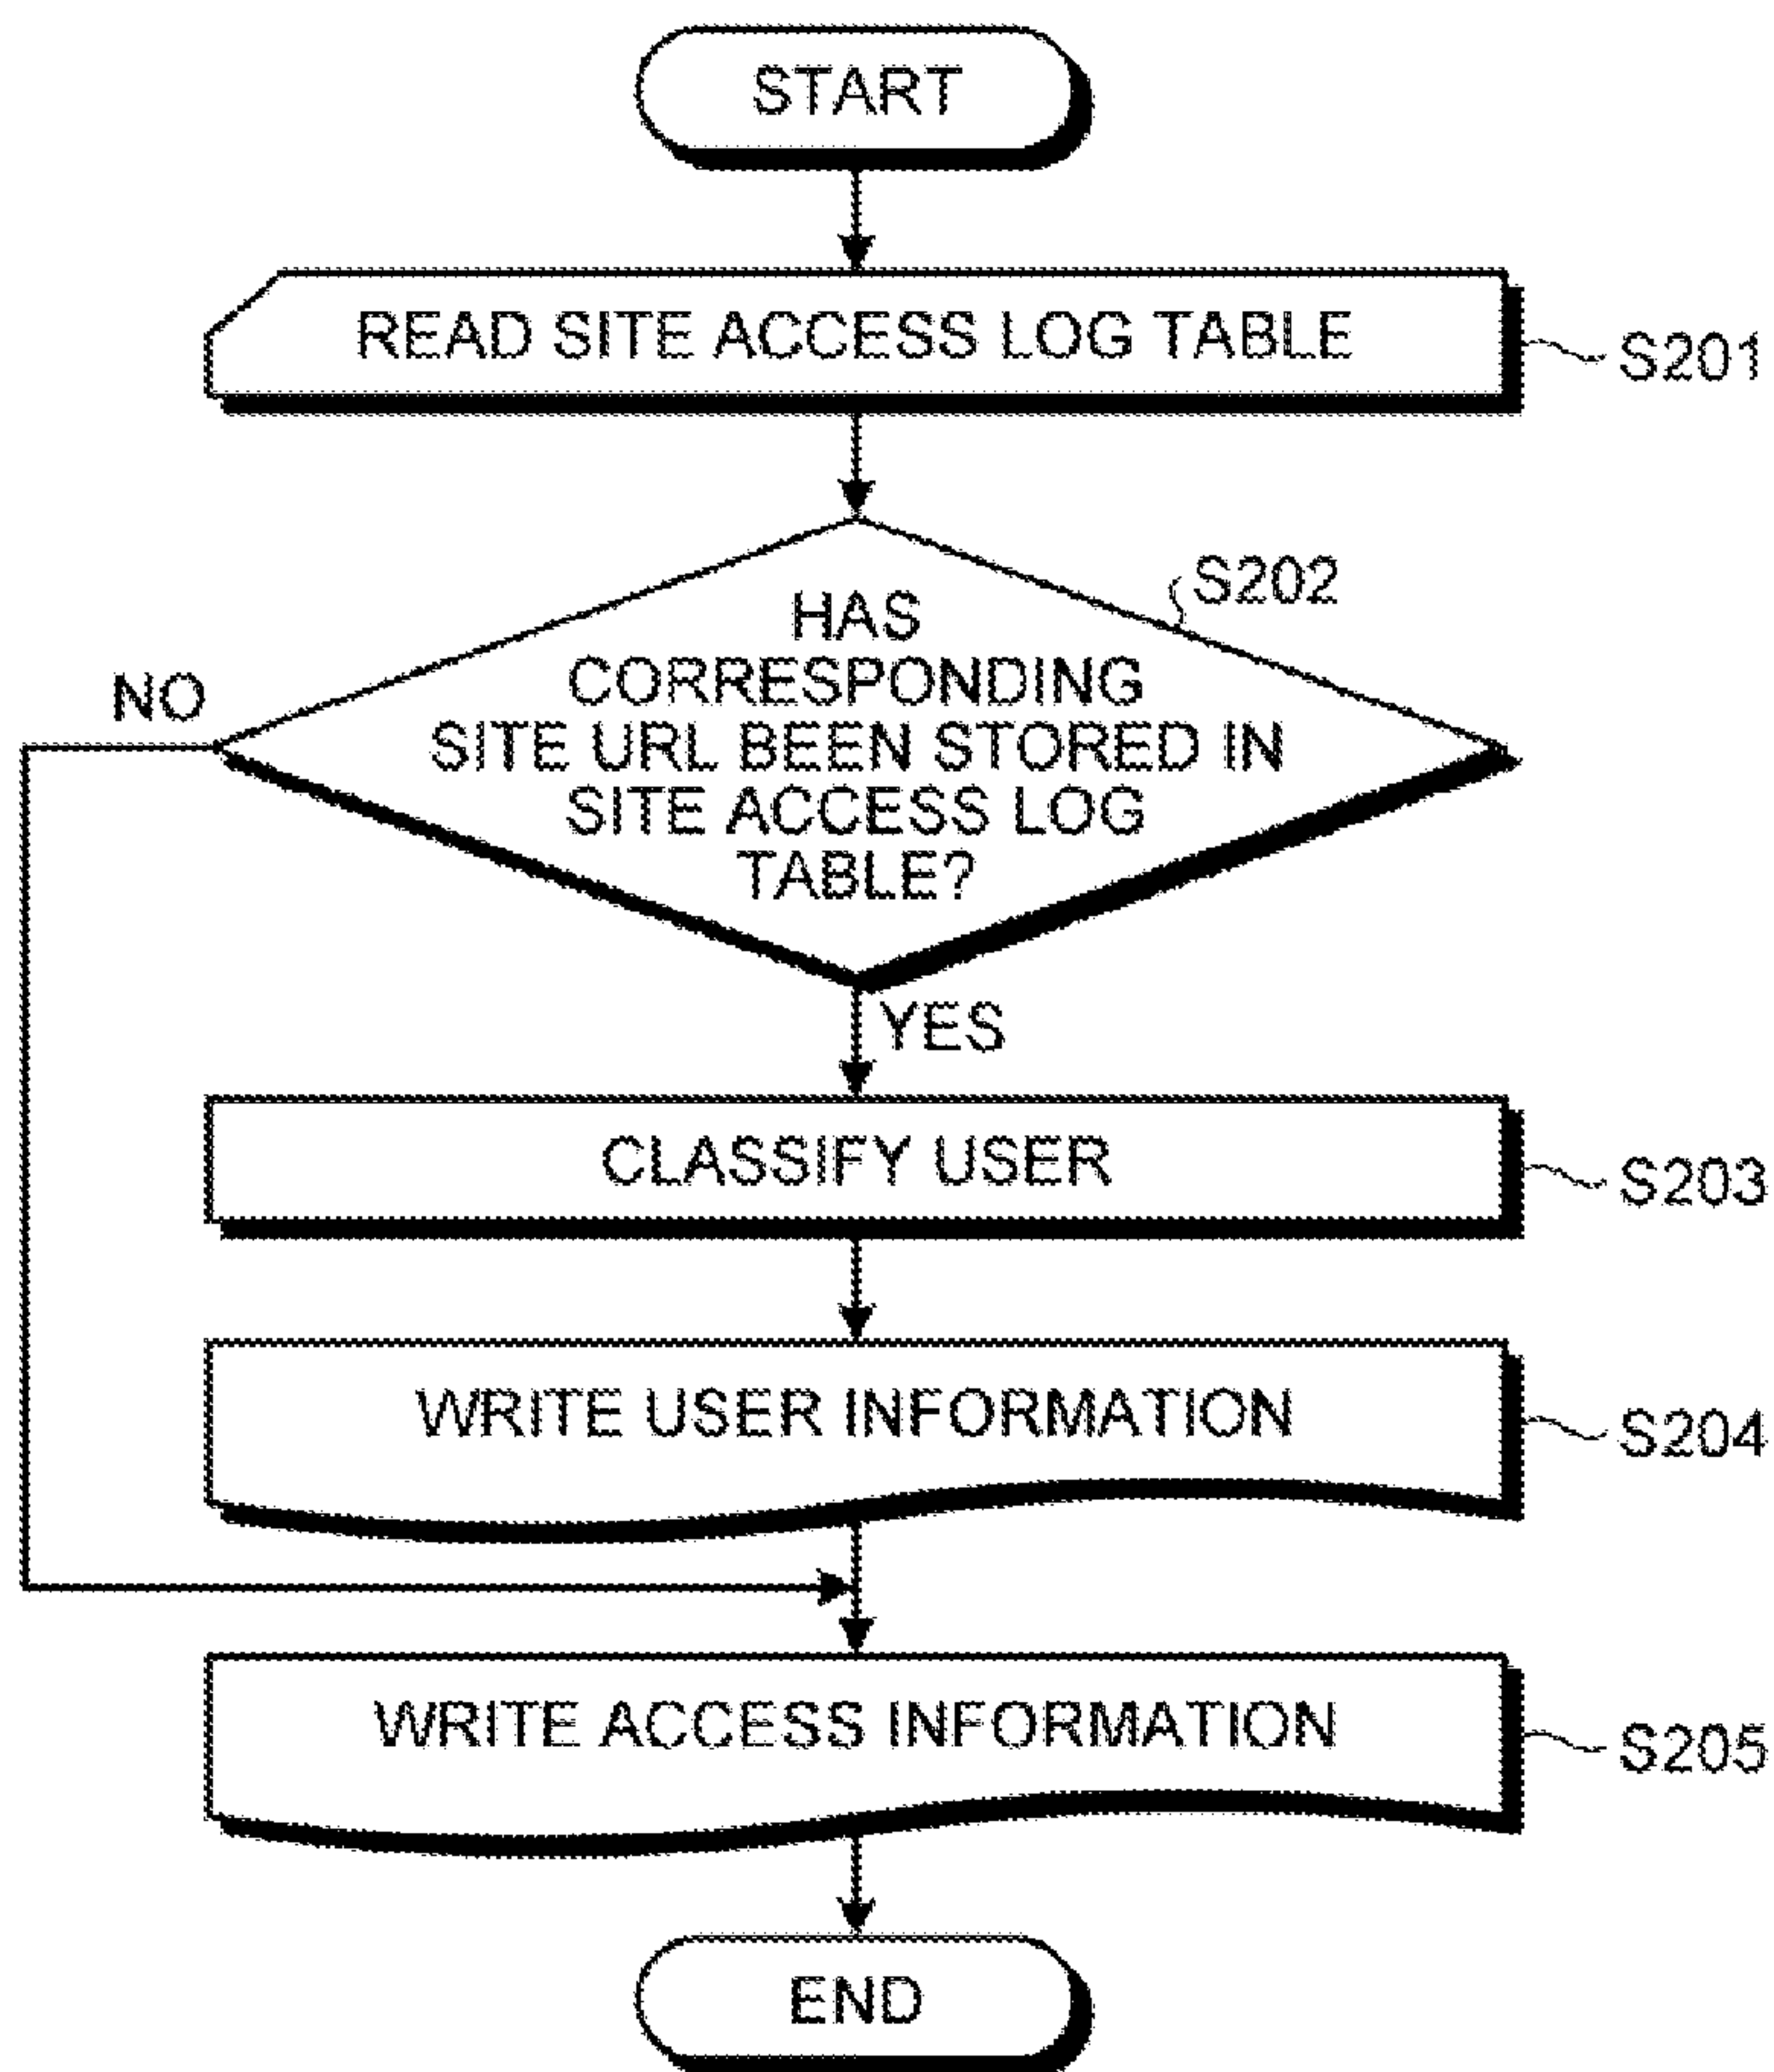 START
READ SITE ACCESS LOG TABLE
S201
S202
HAS
CORRESPONDING
NO
SITE URL BEEN STORED IN
SITE ACCESS LOG
TABLE?
YES
CLASSIFY USER
S203
WRITE USER INFORMATION
S204
WRITE ACCESS INFORMATION
S205
END